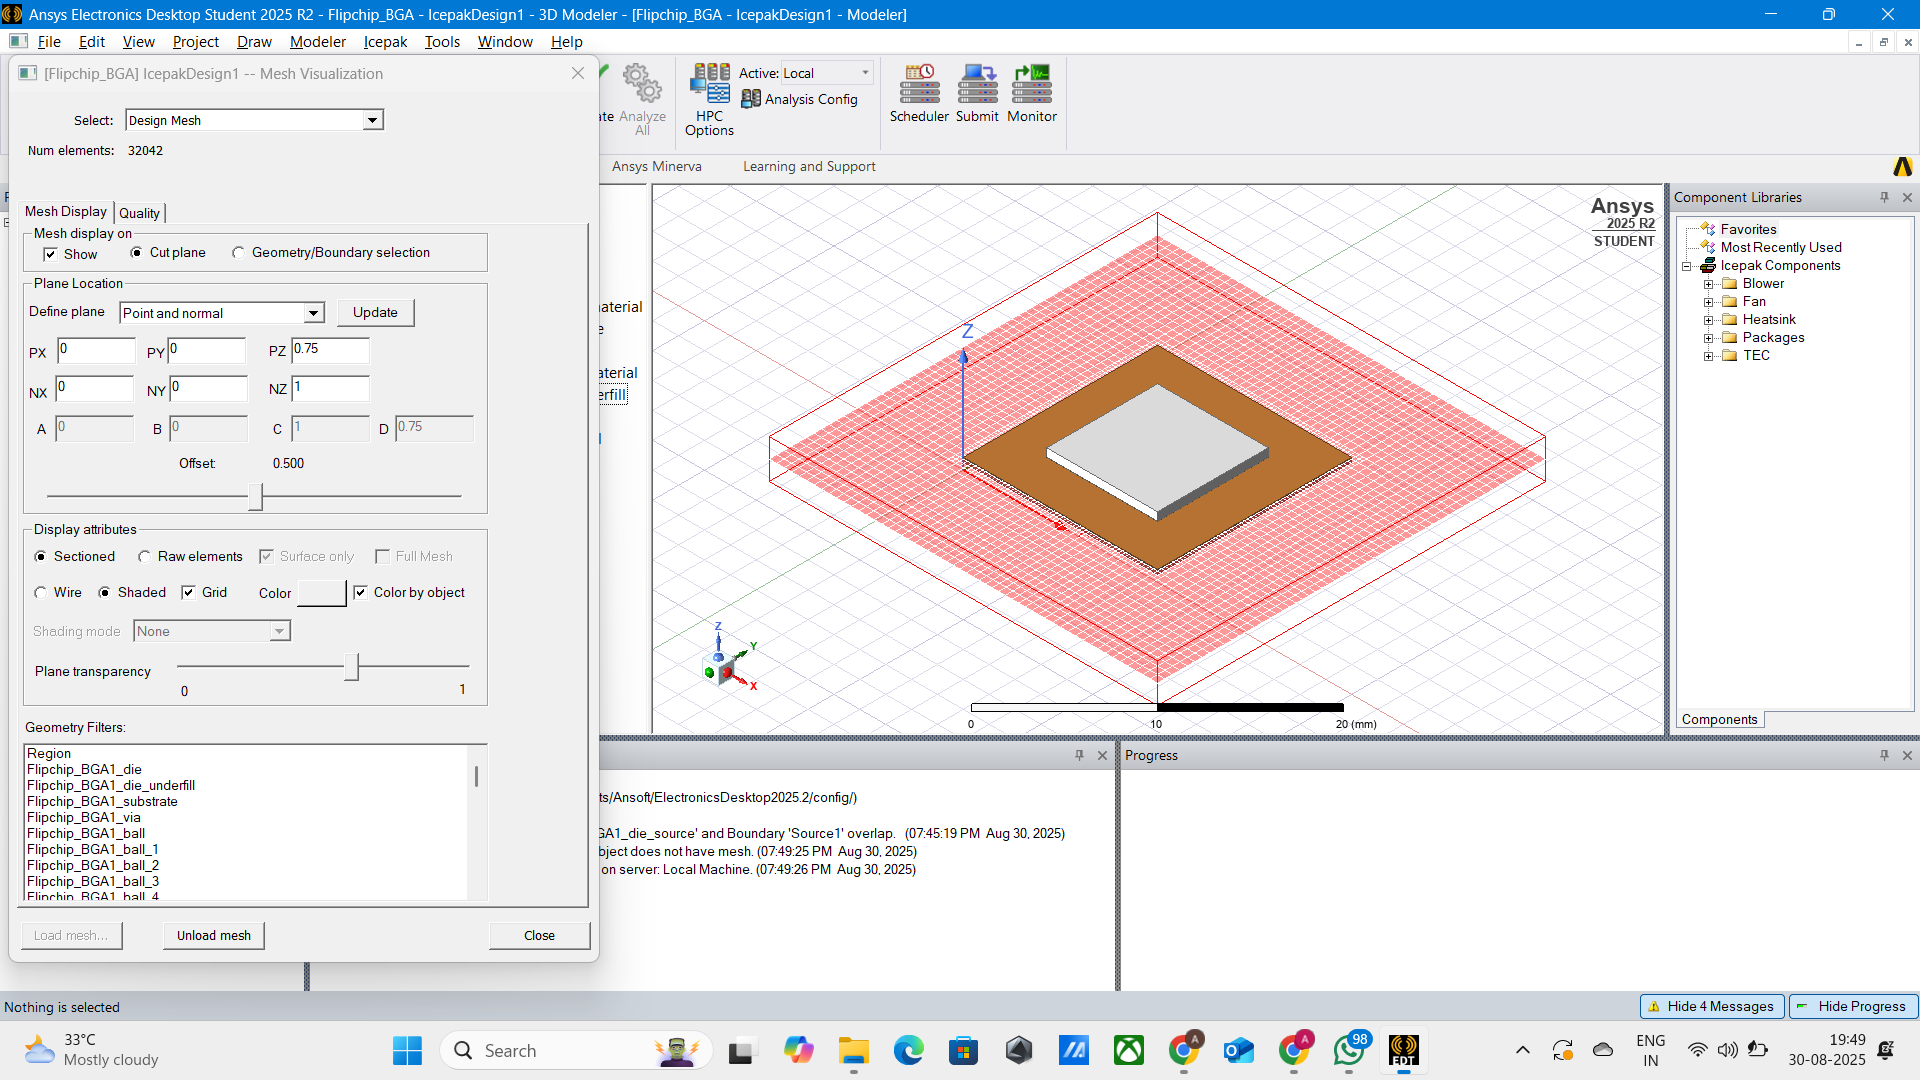 Ansys Electronics Desktop Student 2025 R2 - Flipchip_BGA - IcepakDesign1 - 3D Modeler - [Flipchip_BGA - IcepakDesign1 - Modeler]
File Edit View Project Draw Modeler Icepak Tools Window Help
[Flipchip_BGA] IcepakDesign1 -- Mesh Visualization
Select: Design Mesh
Num elements: 32042
Mesh Display Quality
Mesh display on
Show Cut plane Geometry/Boundary selection
Plane Location
Define plane Point and normal Update
PX 0 PY 0 PZ 0.75
NX 0 NY 0 NZ 1
A 0 B 0 C 1 D 0.75
Offset: 0.500
Display attributes
Sectioned Raw elements Surface only Full Mesh
Wire Shaded Grid Color Color by object
Shading mode None
Plane transparency
0 1
Geometry Filters:
Region
Flipchip_BGA1_die
Flipchip_BGA1_die_underfill
Flipchip_BGA1_substrate
Flipchip_BGA1_via
Flipchip_BGA1_ball
Flipchip_BGA1_ball_1
Flipchip_BGA1_ball_2
Flipchip_BGA1_ball_3
Flipchip_BGA1_ball_4
Load mesh... Unload mesh Close
ate Analyze All
HPC Options
Active: Local
Analysis Config
Scheduler Submit Monitor
Ansys Minerva Learning and Support
aterial
e
aterial
erfill
l
Ansys
2025 R2
STUDENT
Z
Z
Y
X
0 10 20 (mm)
Component Libraries
Favorites
Most Recently Used
Icepak Components
Blower
Fan
Heatsink
Packages
TEC
Components
ts/Ansoft/ElectronicsDesktop2025.2/config/)
GA1_die_source' and Boundary 'Source1' overlap. (07:45:19 PM Aug 30, 2025)
bject does not have mesh. (07:49:25 PM Aug 30, 2025)
on server: Local Machine. (07:49:26 PM Aug 30, 2025)
Progress
Nothing is selected
Hide 4 Messages Hide Progress
33°C
Mostly cloudy
Search
A
A
98
EDT
ENG
IN
19:49
30-08-2025